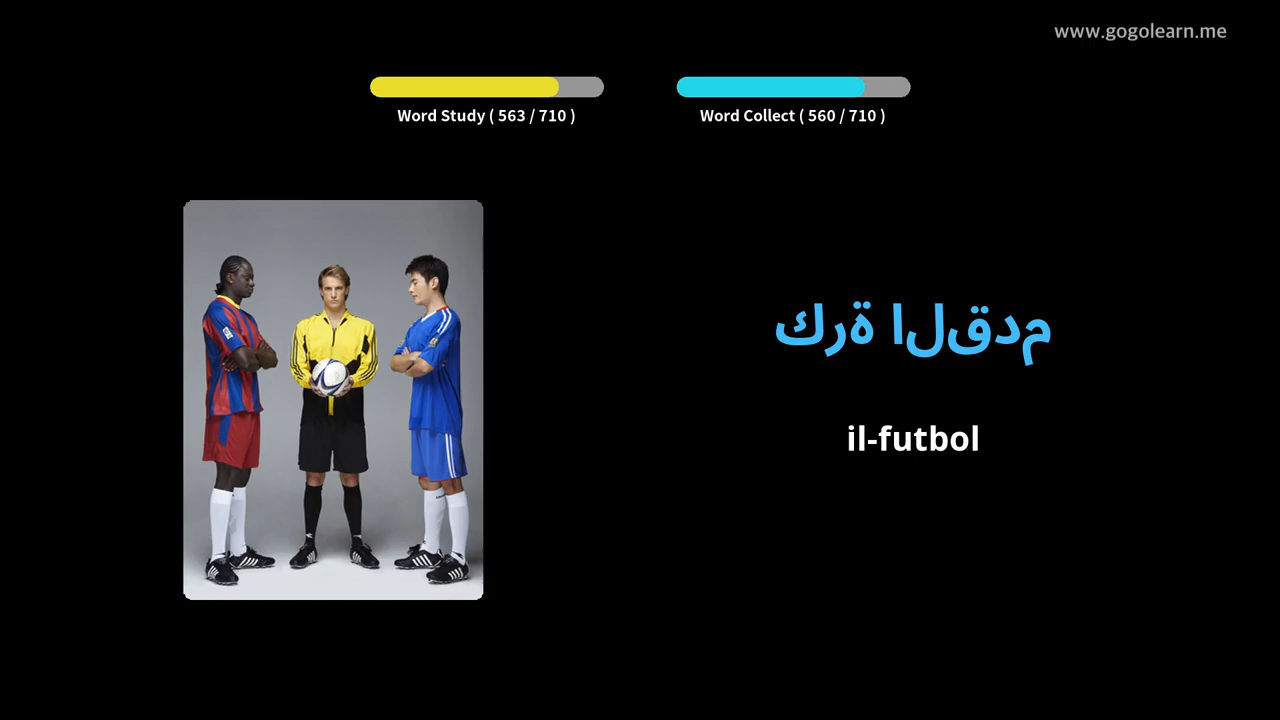 www.gogolearn.me
Word Study ( 563 / 710 )
Word Collect ( 560 / 710 )
كرة القدم
il-futbol